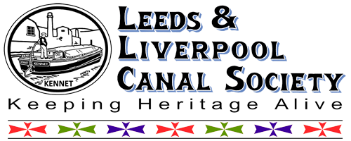 LEEDS &
LIVERPOOL
CANAL SOCIETY
KENNET
Keeping Heritage Alive